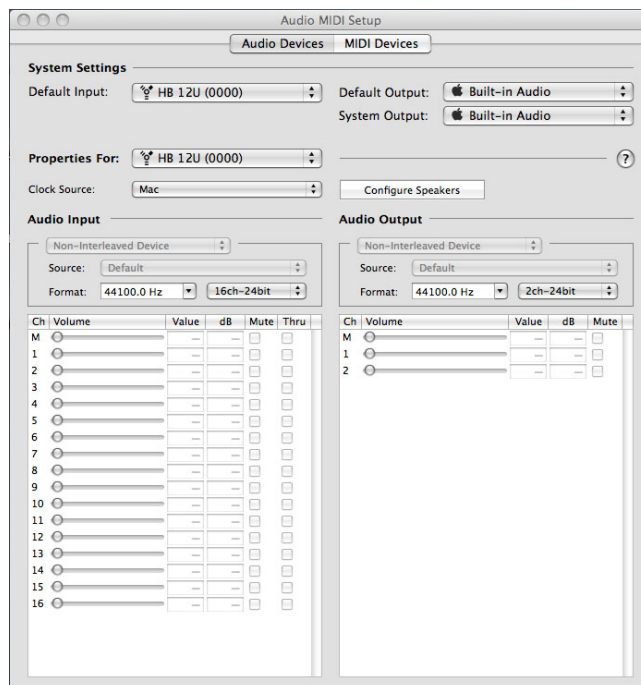 Audio MIDI Setup
Audio Devices MIDI Devices
System Settings
Default Input: HB 12U (0000)
Default Output: Built-in Audio
System Output: Built-in Audio
Properties For: HB 12U (0000) ?
Clock Source: Mac
Configure Speakers
Audio Input
Non-Interleaved Device
Source: Default
Format: 44100.0 Hz 16ch-24bit
Ch Volume Value dB Mute Thru
M — —
1 — —
2 — —
3 — —
4 — —
5 — —
6 — —
7 — —
8 — —
9 — —
10 — —
11 — —
12 — —
13 — —
14 — —
15 — —
16 — —
Audio Output
Non-Interleaved Device
Source: Default
Format: 44100.0 Hz 2ch-24bit
Ch Volume Value dB Mute
M — —
1 — —
2 — —